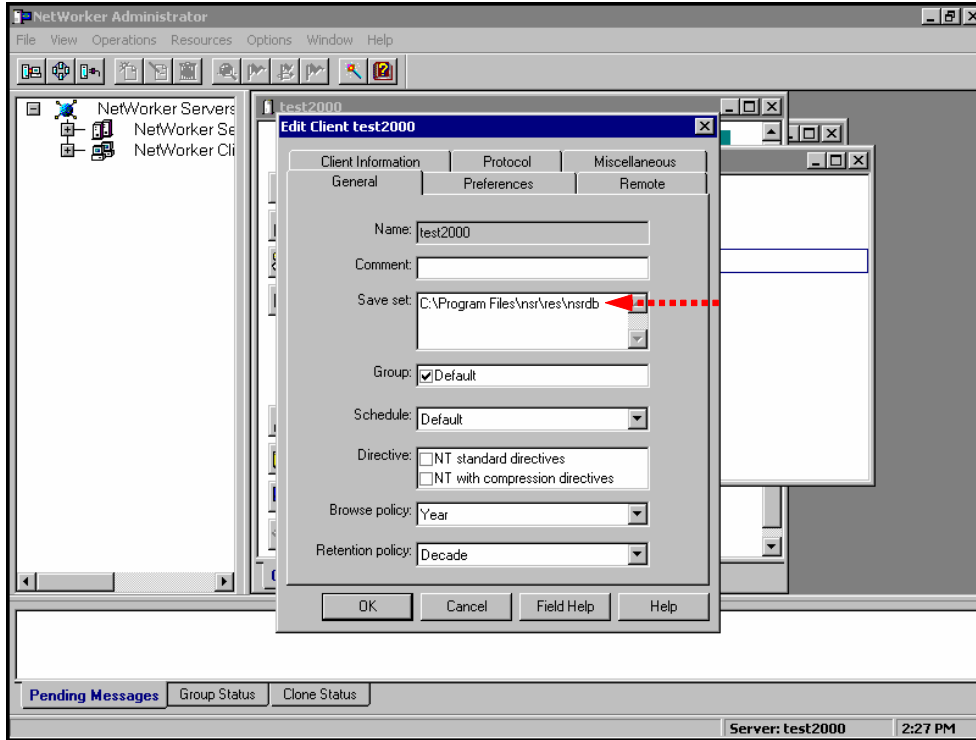 NetWorker Administrator
File View Operations Resources Options Window Help
NetWorker Servers
NetWorker Se
NetWorker Cli
test2000
Edit Client test2000
Client Information Protocol Miscellaneous
General Preferences Remote
Name: test2000
Comment:
Save set: C:\Program Files\nsr\res\nsrdb
Group: Default
Schedule: Default
Directive: NT standard directives
NT with compression directives
Browse policy: Year
Retention policy: Decade
OK Cancel Field Help Help
Pending Messages Group Status Clone Status
Server: test2000 2:27 PM